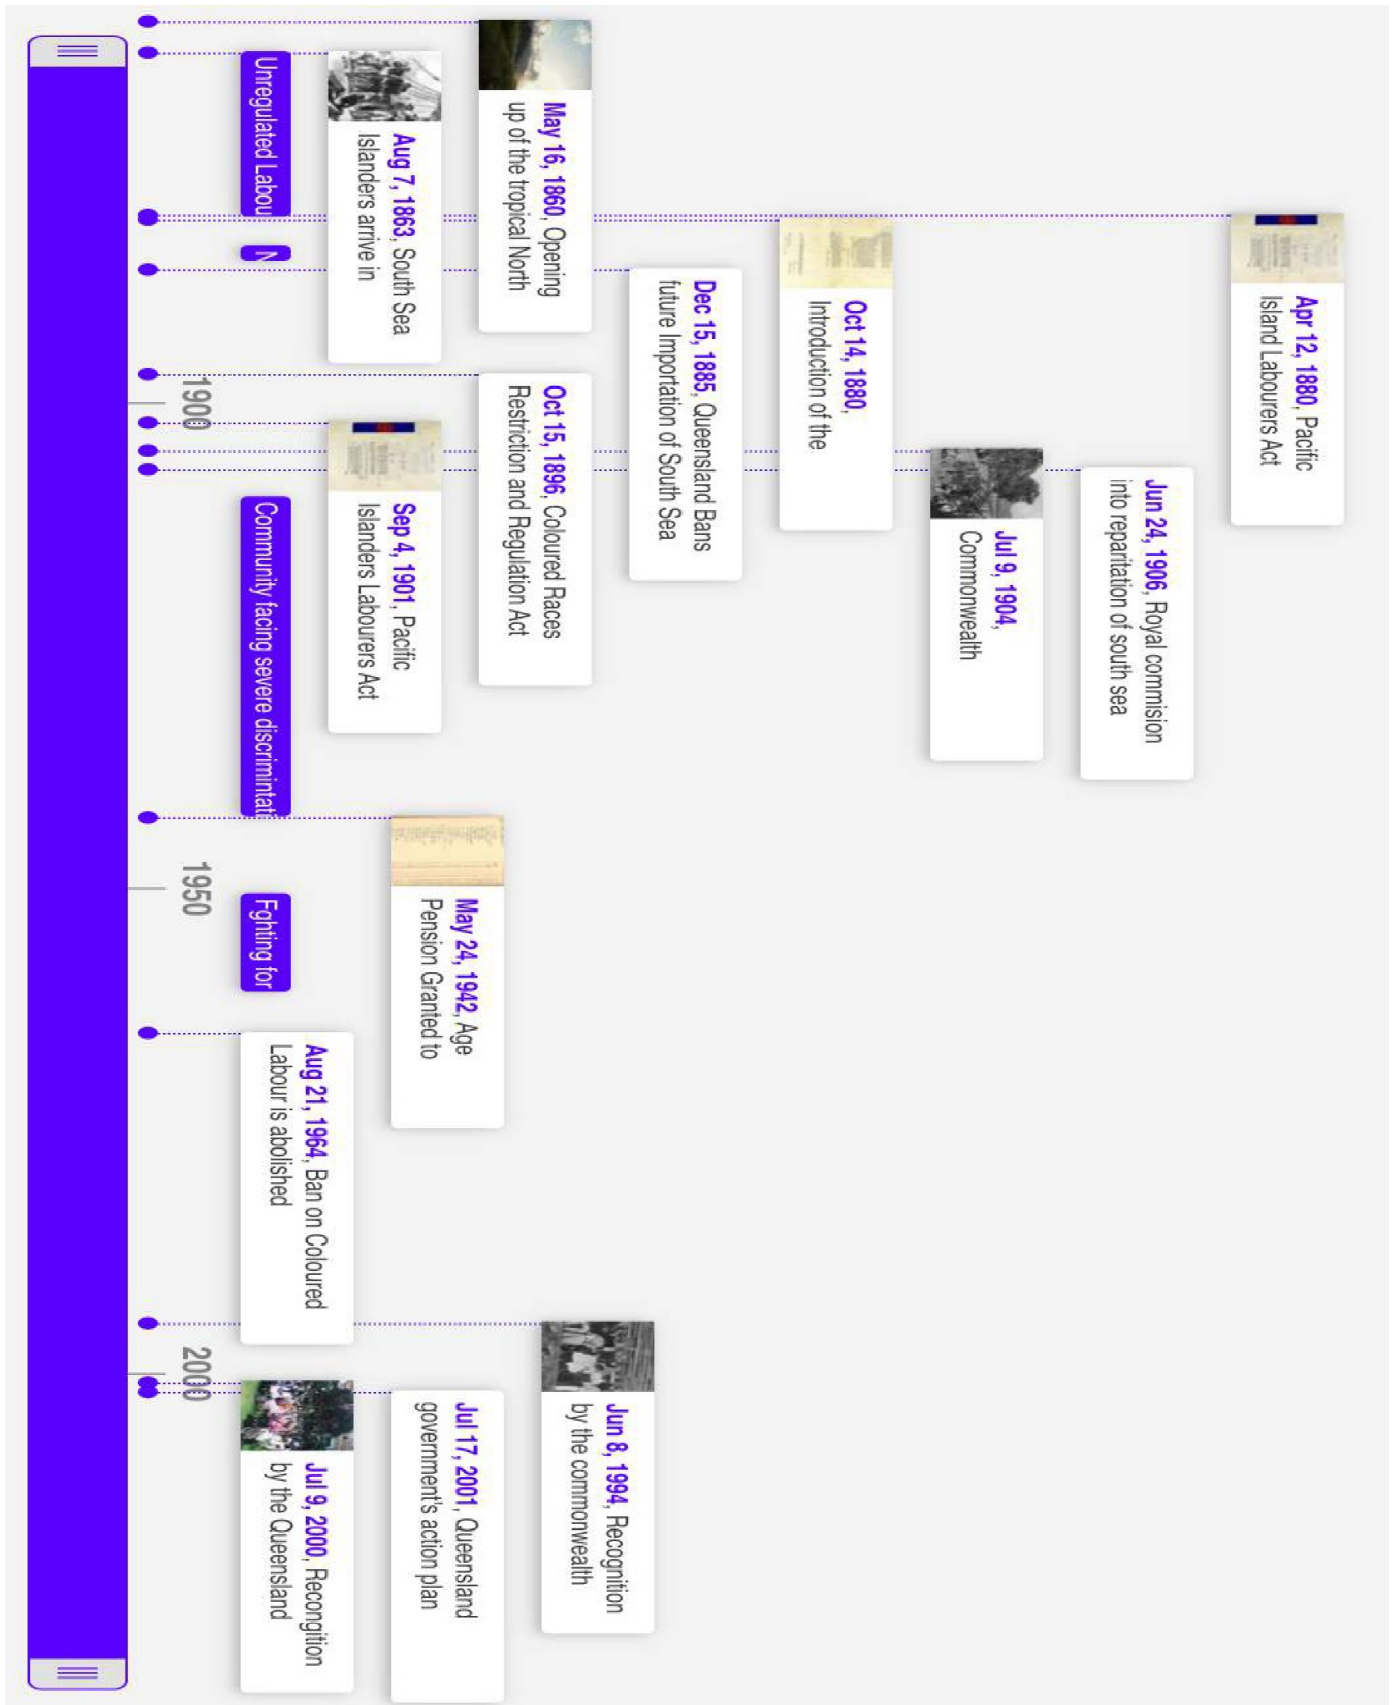 Apr 12, 1880, Pacific
Island Labourers Act
Jun 24, 1906, Royal commision
into reparitation of south sea
Jul 9, 1904,
Commonwealth
Oct 14, 1880,
Introduction of the
Dec 15, 1885, Queensland Bans
future Importation of South Sea
Jun 8, 1994, Recognition
by the commonwealth
May 16, 1860, Opening
up of the tropical North
Oct 15, 1896, Coloured Races
Restriction and Regulation Act
May 24, 1942, Age
Pension Granted to
Jul 17, 2001, Queensland
government's action plan
Aug 7, 1863, South Sea
Islanders arrive in
Sep 4, 1901, Pacific
Islanders Labourers Act
Aug 21, 1964, Ban on Coloured
Labour is abolished
Jul 9, 2000, Recongition
by the Queensland
Unregulated Labou
N
Community facing severe discrimintat
Fghting for
1900
1950
2000